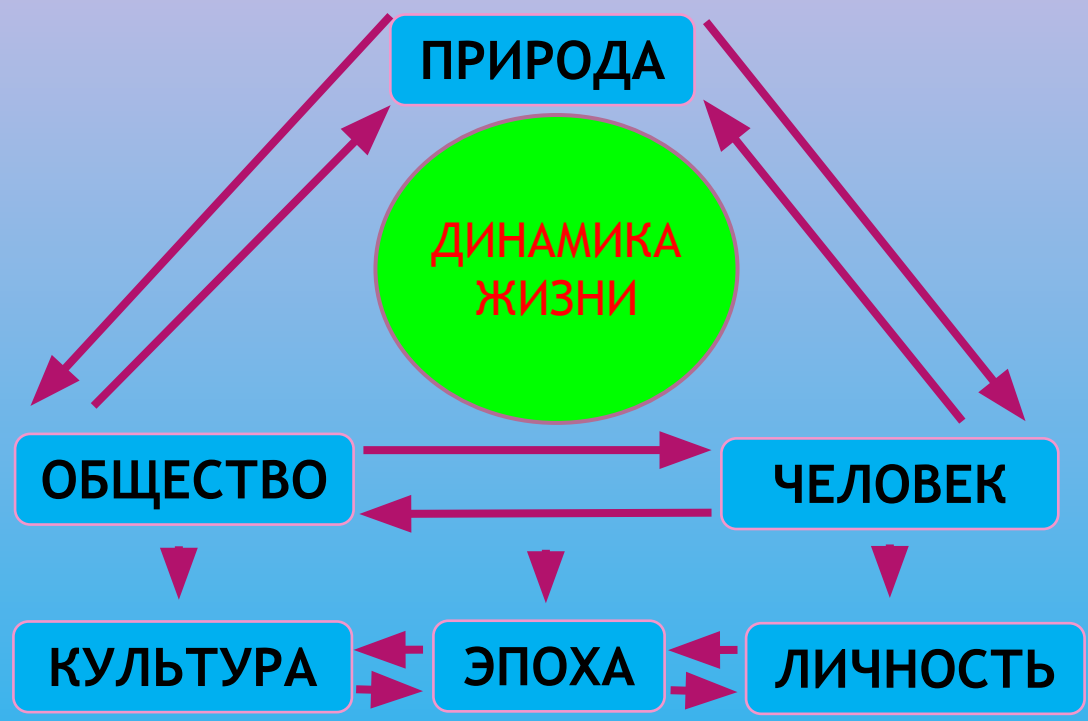 ПРИРОДА
ДИНАМИКА
ЖИЗНИ
ОБЩЕСТВО
ЧЕЛОВЕК
КУЛЬТУРА
ЭПОХА
ЛИЧНОСТЬ